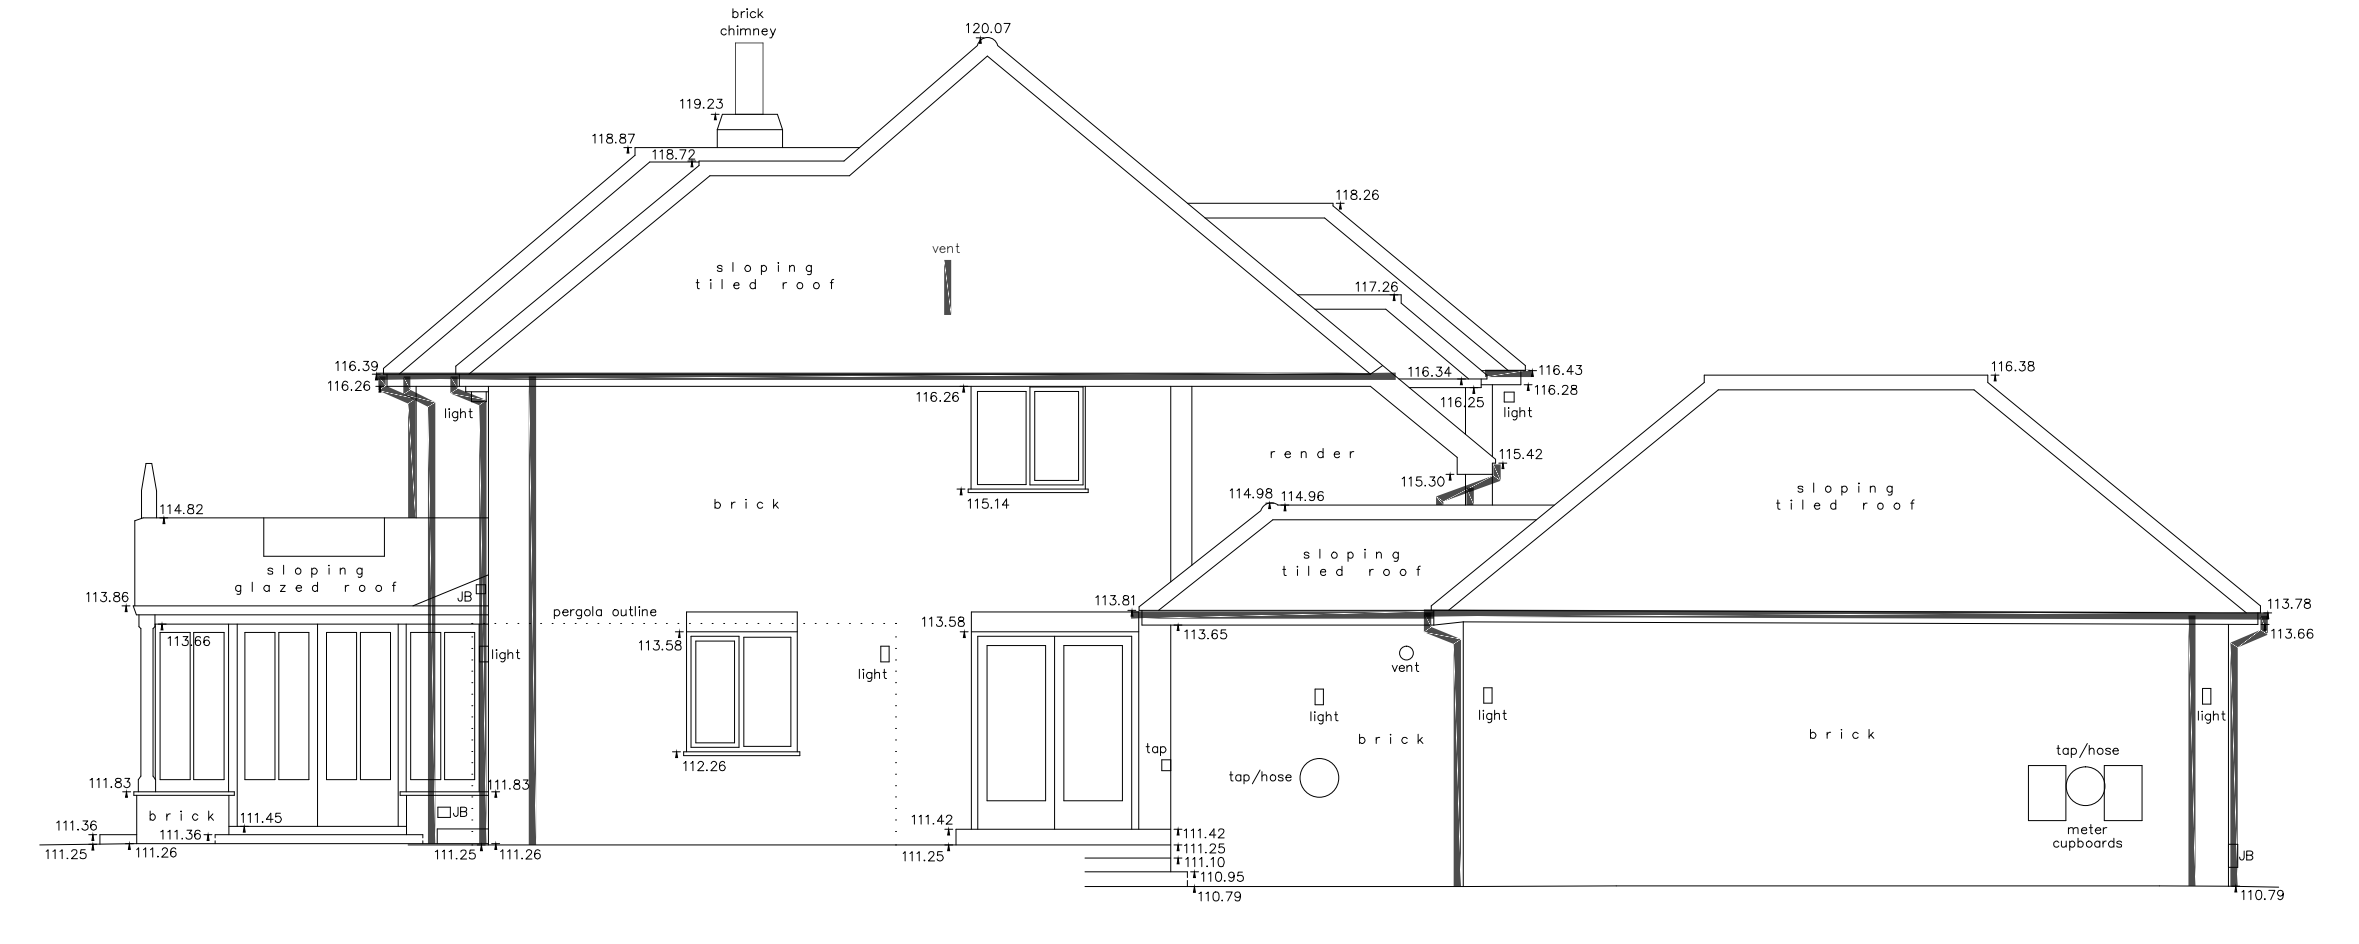 brick
chimney
120.07
119.23
118.87
118.72
118.26
vent
sloping
tiled roof
117.26
116.39
116.26
116.34
116.43
116.38
116.26
116.25
116.28
light
light
render
115.42
115.30
115.14
brick
114.98
114.96
sloping
tiled roof
114.82
sloping
tiled roof
sloping
glazed roof
JB
113.86
pergola outline
113.81
113.78
113.58
113.58
113.65
113.66
113.66
light
light
vent
light
light
light
brick
brick
tap
tap/hose
tap/hose
112.26
111.83
111.83
brick
JB
111.45
111.36
111.36
111.42
111.42
meter
cupboards
111.25
111.26
111.25
111.26
111.25
111.25
111.10
JB
110.95
110.79
110.79